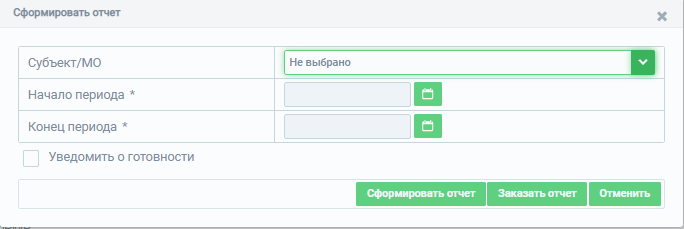 Сформировать отчет
Субъект/МО
Не выбрано
Начало периода *
Конец периода *
Уведомить о готовности
Сформировать отчет Заказать отчет Отменить